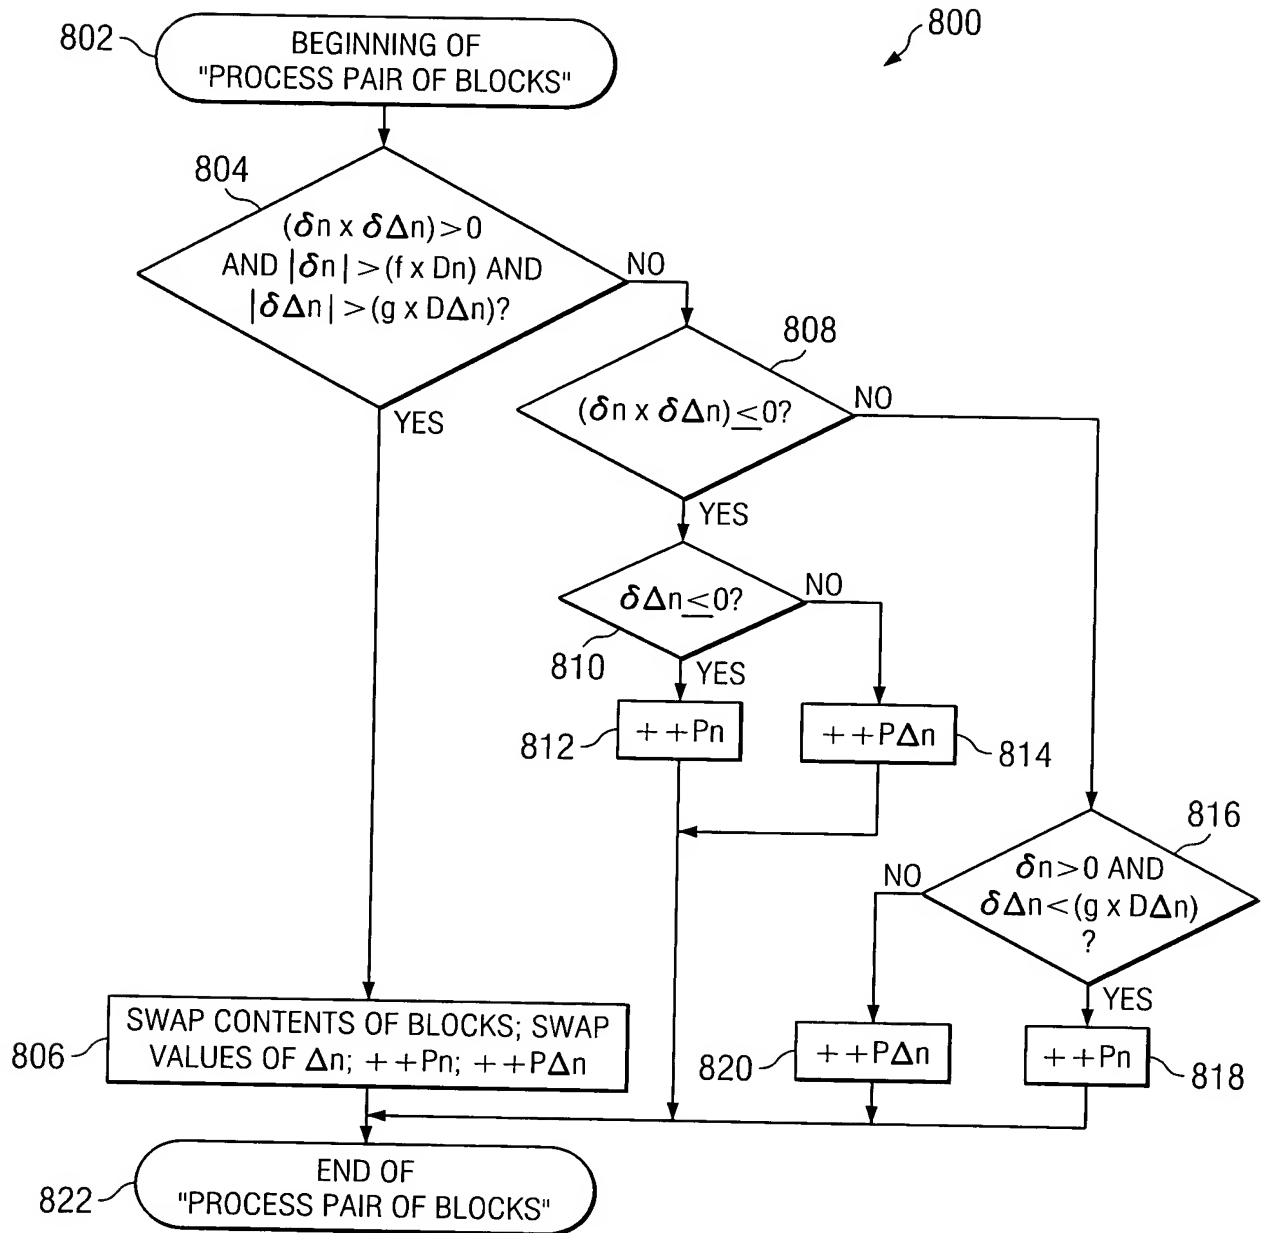 800
802
BEGINNING OF
"PROCESS PAIR OF BLOCKS"
804
(δn x δΔn)>0
AND |δn|>(f x Dn) AND
|δΔn|>(g x DΔn)?
NO
YES
808
(δn x δΔn)≤0?
NO
YES
810
δΔn≤0?
NO
YES
812
++Pn
++PΔn
814
816
δn>0 AND
δΔn<(g x DΔn)
?
NO
YES
806
SWAP CONTENTS OF BLOCKS; SWAP
VALUES OF Δn; ++Pn; ++PΔn
820
++PΔn
++Pn
818
822
END OF
"PROCESS PAIR OF BLOCKS"